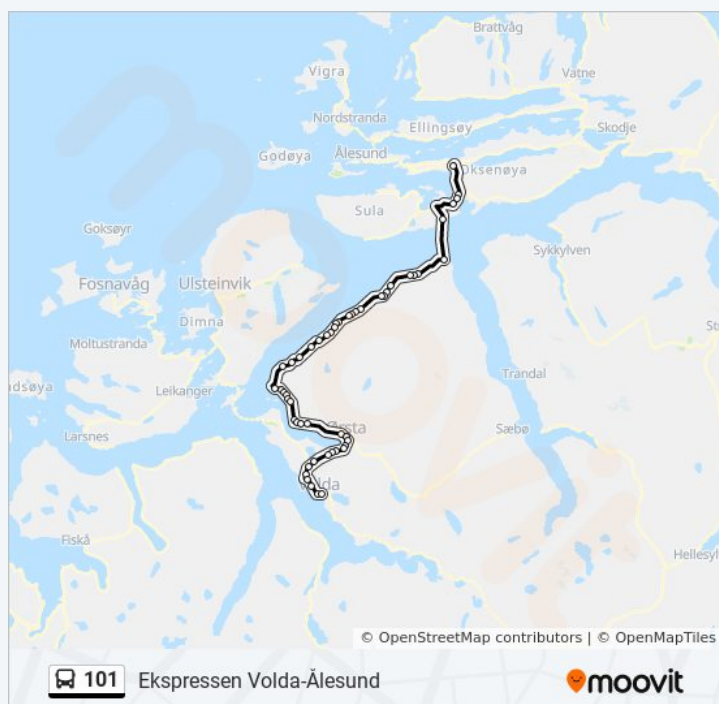 Brattvåg
Vigra
Vatne
Nordstranda
Ellingsøy
Skodje
Ålesund
Godøya
Oksenøya
Sula
Goksøyr
Sykkylven
Fosnavåg
Ulsteinvik
Dimna
Moltustranda
Trandal
Leikanger
Larsnes
Sæbø
Volda
Fiskå
Hellesyl
© OpenStreetMap contributors | © OpenMapTiles
101 Ekspressen Volda-Ålesund
moovit